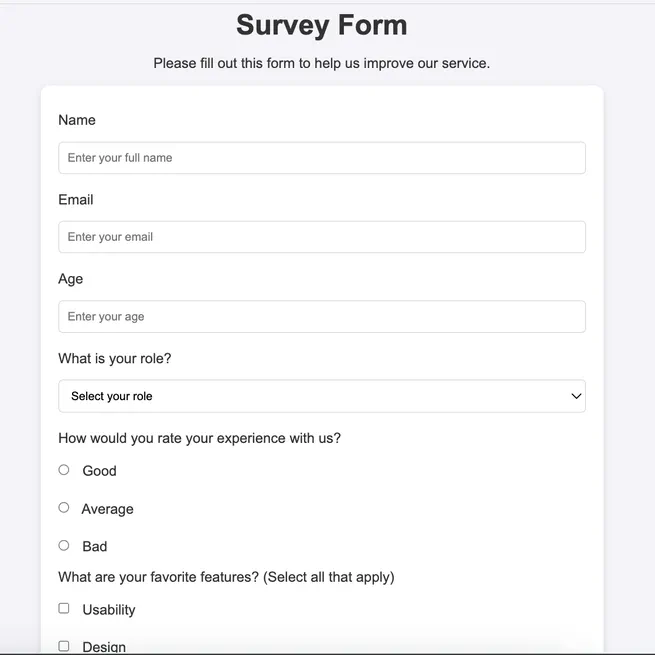 Survey Form
Please fill out this form to help us improve our service.
Name
Enter your full name
Email
Enter your email
Age
Enter your age
What is your role?
Select your role
How would you rate your experience with us?
Good
Average
Bad
What are your favorite features? (Select all that apply)
Usability
Design